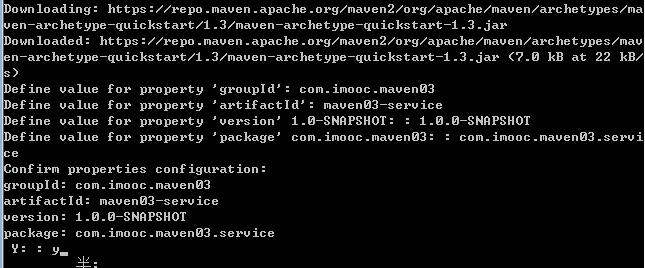 Downloading: https://repo.maven.apache.org/maven2/org/apache/maven/archetypes/ma
ven-archetype-quickstart/1.3/maven-archetype-quickstart-1.3.jar
Downloaded: https://repo.maven.apache.org/maven2/org/apache/maven/archetypes/mav
en-archetype-quickstart/1.3/maven-archetype-quickstart-1.3.jar (7.0 kB at 22 kB/
s)
Define value for property 'groupId': com.imooc.maven03
Define value for property 'artifactId': maven03-service
Define value for property 'version' 1.0-SNAPSHOT: : 1.0.0-SNAPSHOT
Define value for property 'package' com.imooc.maven03: : com.imooc.maven03.servi
ce
Confirm properties configuration:
groupId: com.imooc.maven03
artifactId: maven03-service
version: 1.0.0-SNAPSHOT
package: com.imooc.maven03.service
Y: : y_
半: